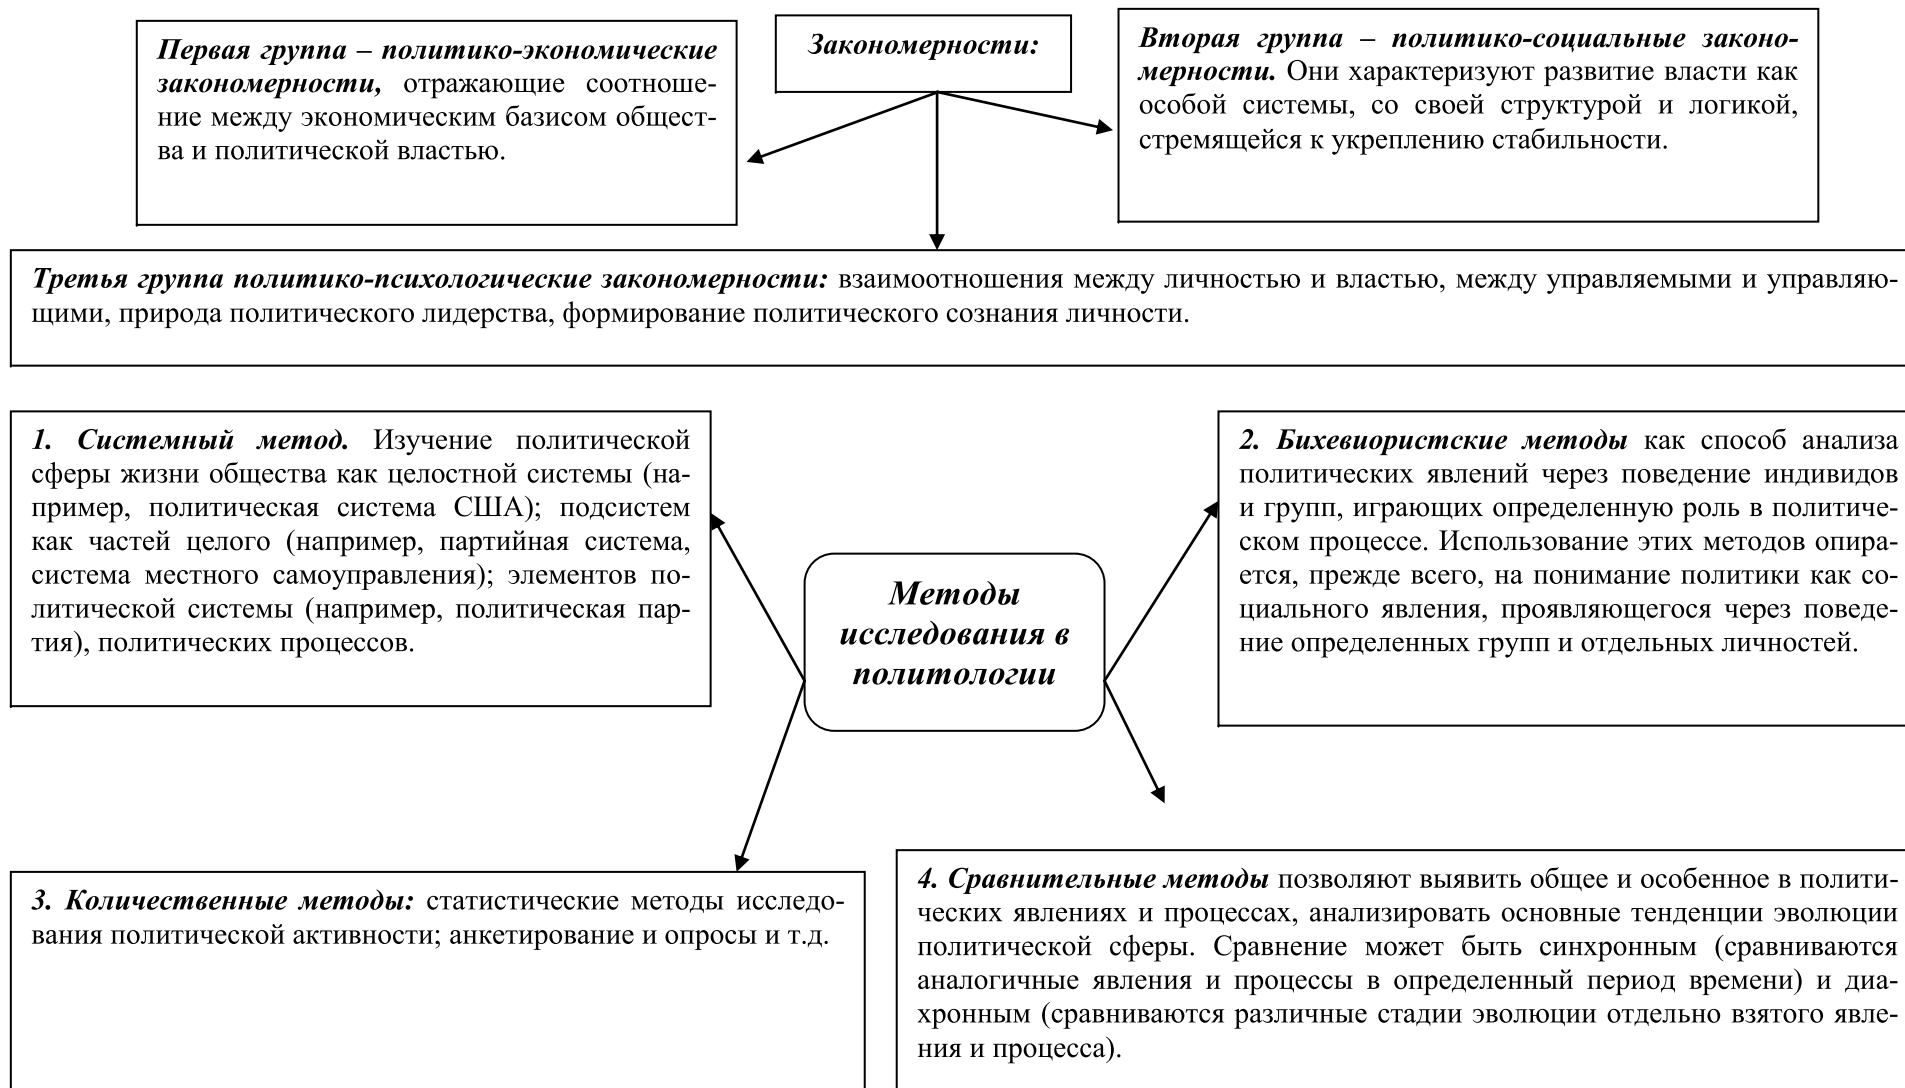 Первая группа – политико-экономические
закономерности, отражающие соотноше-
ние между экономическим базисом общест-
ва и политической властью.
Закономерности:
Вторая группа – политико-социальные законо-
мерности. Они характеризуют развитие власти как
особой системы, со своей структурой и логикой,
стремящейся к укреплению стабильности.
Третья группа политико-психологические закономерности: взаимоотношения между личностью и властью, между управляемыми и управляю-
щими, природа политического лидерства, формирование политического сознания личности.
1. Системный метод. Изучение политической
сферы жизни общества как целостной системы (на-
пример, политическая система США); подсистем
как частей целого (например, партийная система,
система местного самоуправления); элементов по-
литической системы (например, политическая пар-
тия), политических процессов.
2. Бихевиористские методы как способ анализа
политических явлений через поведение индивидов
и групп, играющих определенную роль в политиче-
ском процессе. Использование этих методов опира-
ется, прежде всего, на понимание политики как со-
циального явления, проявляющегося через поведе-
ние определенных групп и отдельных личностей.
Методы
исследования в
политологии
3. Количественные методы: статистические методы исследо-
вания политической активности; анкетирование и опросы и т.д.
4. Сравнительные методы позволяют выявить общее и особенное в полити-
ческих явлениях и процессах, анализировать основные тенденции эволюции
политической сферы. Сравнение может быть синхронным (сравниваются
аналогичные явления и процессы в определенный период времени) и диа-
хронным (сравниваются различные стадии эволюции отдельно взятого явле-
ния и процесса).